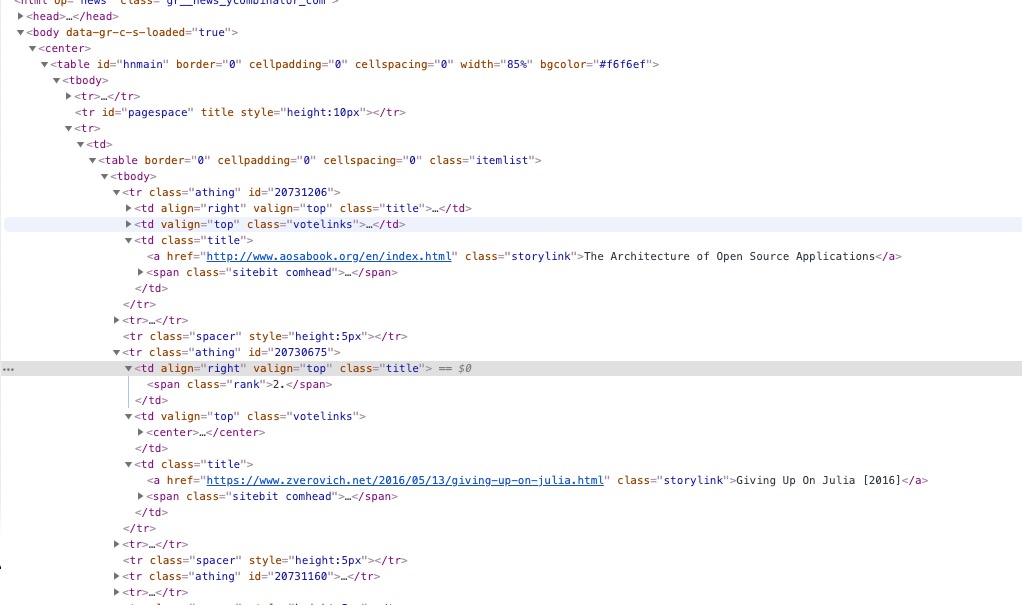 <html op="news" class="gr__news_ycombinator_com">
▶<head>…</head>
▼<body data-gr-c-s-loaded="true">
▼<center>
▼<table id="hnmain" border="0" cellpadding="0" cellspacing="0" width="85%" bgcolor="#f6f6ef">
▼<tbody>
▶<tr>…</tr>
<tr id="pagespace" title style="height:10px"></tr>
▼<tr>
▼<td>
▼<table border="0" cellpadding="0" cellspacing="0" class="itemlist">
▼<tbody>
▼<tr class="athing" id="20731206">
▶<td align="right" valign="top" class="title">…</td>
▶<td valign="top" class="votelinks">…</td>
▼<td class="title">
<a href="http://www.aosabook.org/en/index.html" class="storylink">The Architecture of Open Source Applications</a>
▶<span class="sitebit comhead">…</span>
</td>
</tr>
▶<tr>…</tr>
<tr class="spacer" style="height:5px"></tr>
▼<tr class="athing" id="20730675">
… ▼<td align="right" valign="top" class="title"> == $0
<span class="rank">2.</span>
</td>
▼<td valign="top" class="votelinks">
▶<center>…</center>
</td>
▼<td class="title">
<a href="https://www.zverovich.net/2016/05/13/giving-up-on-julia.html" class="storylink">Giving Up On Julia [2016]</a>
▶<span class="sitebit comhead">…</span>
</td>
</tr>
▶<tr>…</tr>
<tr class="spacer" style="height:5px"></tr>
▶<tr class="athing" id="20731160">…</tr>
▶<tr>…</tr>